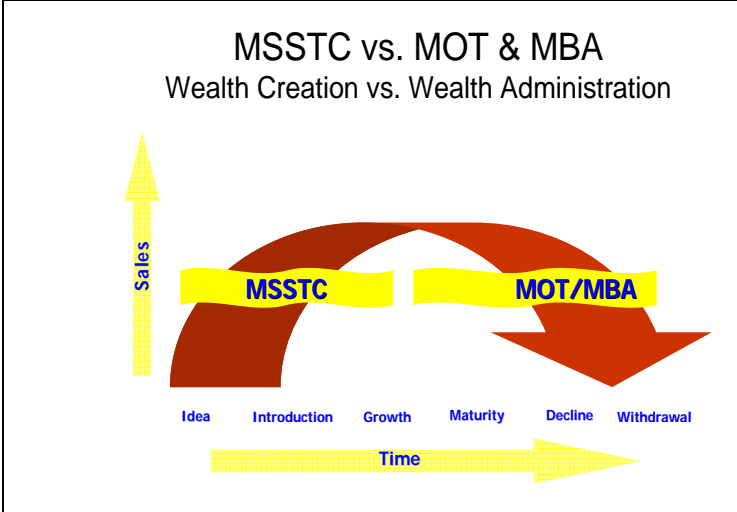 MSSTC vs. MOT & MBA
Wealth Creation vs. Wealth Administration
Sales
MSSTC
MOT/MBA
Idea
Introduction
Growth
Maturity
Decline
Withdrawal
Time